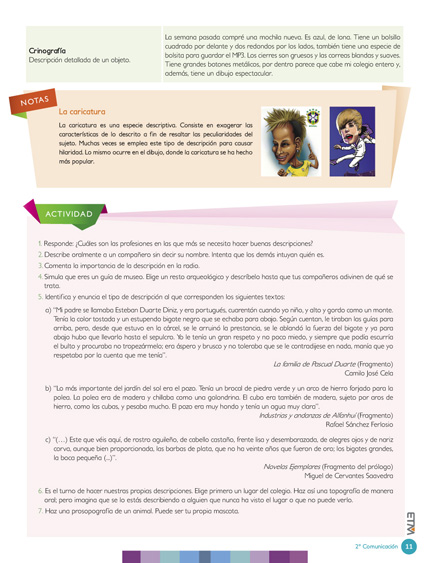 Crinografía
Descripción detallada de un objeto.
La semana pasada compré una mochila nueva. Es azul, de lona. Tiene un bolsillo
cuadrado por delante y dos redondos por los lados, también tiene una especie de
bolsita para guardar el MP3. Los cierres son gruesos y las correas blandas y suaves.
Tiene grandes botones metálicos, por dentro parece que cabe mi colegio entero y,
además, tiene un dibujo espectacular.
NOTAS
La caricatura
La caricatura es una especie descriptiva. Consiste en exagerar las
características de lo descrito a fin de resaltar las peculiaridades del
sujeto. Muchas veces se emplea este tipo de descripción para causar
hilaridad. Lo mismo ocurre en el dibujo, donde la caricatura se ha hecho
más popular.
ACTIVIDAD
1. Responde: ¿Cuáles son las profesiones en las que más se necesita hacer buenas descripciones?
2. Describe oralmente a un compañero sin decir su nombre. Intenta que los demás intuyan quién es.
3. Comenta la importancia de la descripción en la radio.
4. Simula que eres un guía de museo. Elige un resto arqueológico y descríbelo hasta que tus compañeros adivinen de qué se
trata.
5. Identifica y enuncia el tipo de descripción al que corresponden los siguientes textos:
a) "Mi padre se llamaba Esteban Duarte Diniz, y era portugués, cuarentón cuando yo niño, y alto y gordo como un monte.
Tenía la color tostada y un estupendo bigote negro que se echaba para abajo. Según cuentan, le tiraban las guías para
arriba, pero, desde que estuvo en la cárcel, se le arruinó la prestancia, se le ablandó la fuerza del bigote y ya para
abajo hubo que llevarlo hasta el sepulcro. Yo le tenía un gran respeto y no poco miedo, y siempre que podía escurría
el bulto y procuraba no tropezármelo; era áspero y brusco y no toleraba que se le contradijese en nada, manía que yo
respetaba por la cuenta que me tenía".
La familia de Pascual Duarte (Fragmento)
Camilo José Cela
b) "Lo más importante del jardín del sol era el pozo. Tenía un brocal de piedra verde y un arco de hierro forjado para la
polea. La polea era de madera y chillaba como una golondrina. El cubo era también de madera, sujeto por aros de
hierro, como las cubas, y pesaba mucho. El pozo era muy hondo y tenía un agua muy clara".
Industrias y andanzas de Alfanhuí (Fragmento)
Rafael Sánchez Ferlosio
c) "(…) Este que véis aquí, de rostro aguileño, de cabello castaño, frente lisa y desembarazada, de alegres ojos y de nariz
corva, aunque bien proporcionada, las barbas de plata, que no ha veinte años que fueron de oro; los bigotes grandes,
la boca pequeña (...)".
Novelas Ejemplares (Fragmento del prólogo)
Miguel de Cervantes Saavedra
6. Es el turno de hacer nuestras propias descripciones. Elige primero un lugar del colegio. Haz así una topografía de manera
oral; pero imagina que se lo estás describiendo a alguien que nunca ha visto el lugar o que no puede verlo.
7. Haz una prosopografía de un animal. Puede ser tu propia mascota.
2° Comunicación 11